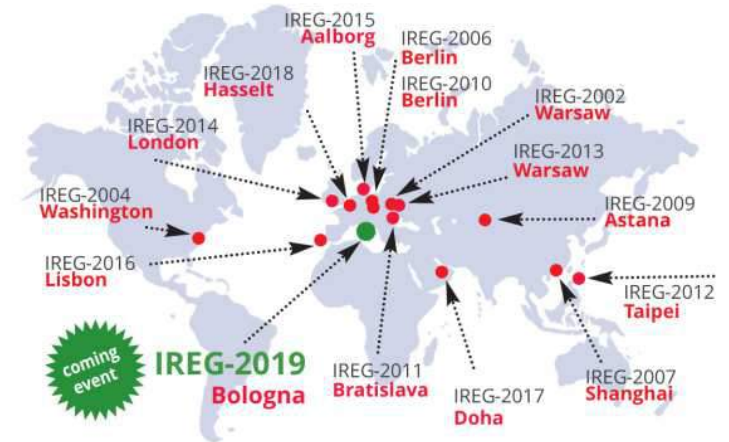 IREG-2015
Aalborg
IREG-2006
Berlin
IREG-2010
Berlin
IREG-2018
Hasselt
IREG-2002
Warsaw
IREG-2014
London
IREG-2013
Warsaw
IREG-2004
Washington
IREG-2009
Astana
IREG-2016
Lisbon
IREG-2012
Taipei
coming
event
IREG-2019
Bologna
IREG-2011
Bratislava
IREG-2017
Doha
IREG-2007
Shanghai